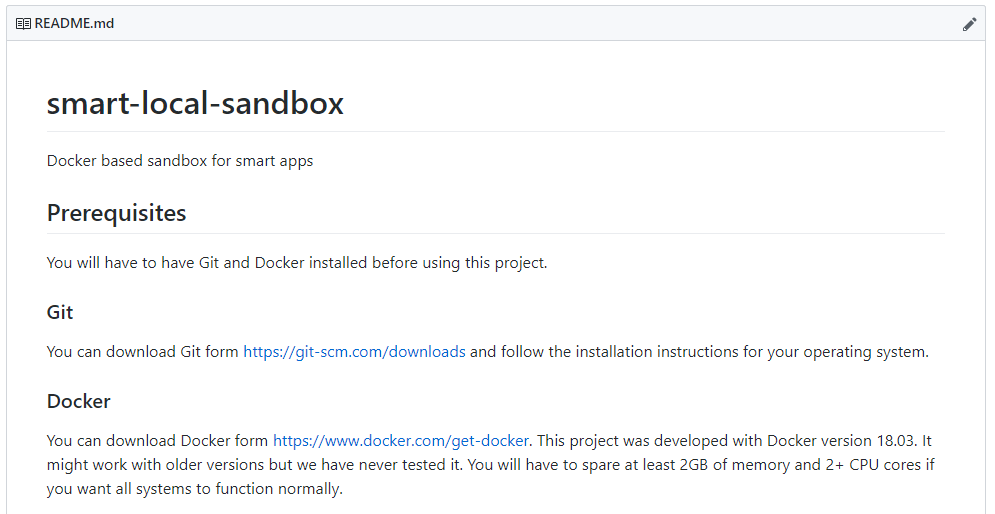 README.md
smart-local-sandbox
Docker based sandbox for smart apps
Prerequisites
You will have to have Git and Docker installed before using this project.
Git
You can download Git form https://git-scm.com/downloads and follow the installation instructions for your operating system.
Docker
You can download Docker form https://www.docker.com/get-docker. This project was developed with Docker version 18.03. It
might work with older versions but we have never tested it. You will have to spare at least 2GB of memory and 2+ CPU cores if
you want all systems to function normally.